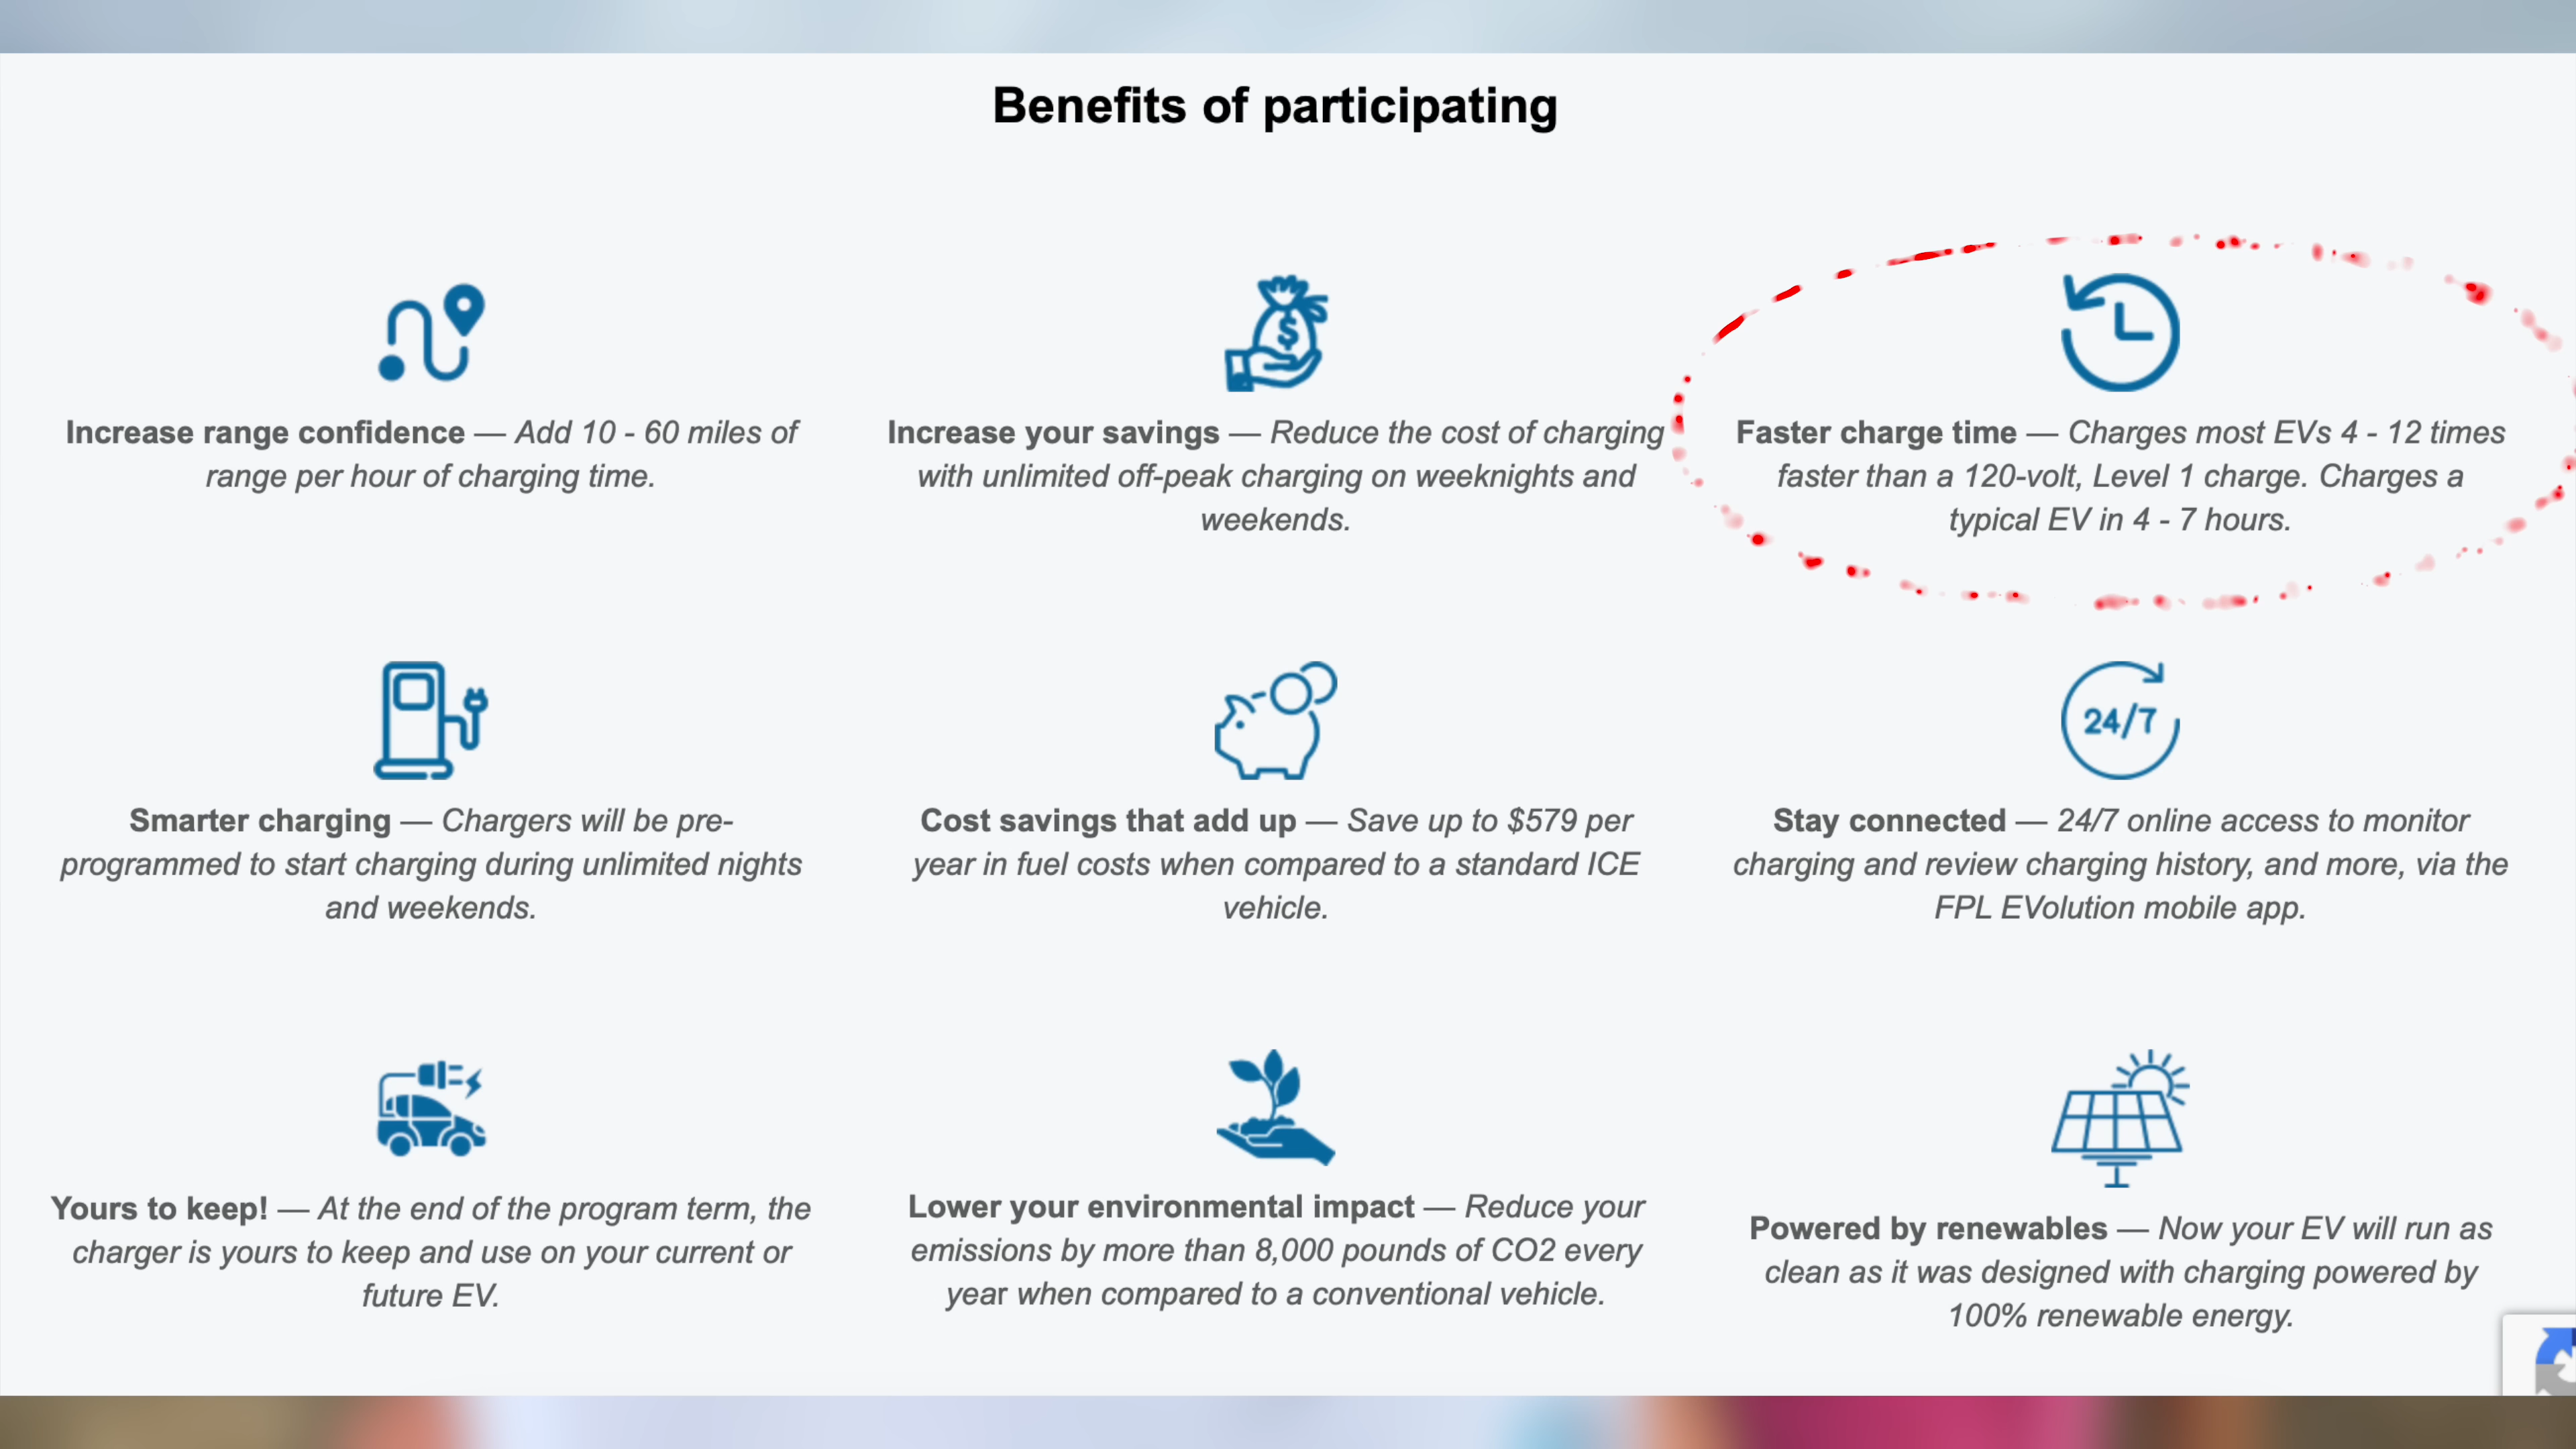 Benefits of participating
$
Increase range confidence — Add 10 - 60 miles of
range per hour of charging time.
Increase your savings — Reduce the cost of charging
with unlimited off-peak charging on weeknights and
weekends.
Faster charge time — Charges most EVs 4 - 12 times
faster than a 120-volt, Level 1 charge. Charges a
typical EV in 4 - 7 hours.
24/7
Smarter charging — Chargers will be pre-
programmed to start charging during unlimited nights
and weekends.
Cost savings that add up — Save up to $579 per
year in fuel costs when compared to a standard ICE
vehicle.
Stay connected — 24/7 online access to monitor
charging and review charging history, and more, via the
FPL EVolution mobile app.
Yours to keep! — At the end of the program term, the
charger is yours to keep and use on your current or
future EV.
Lower your environmental impact — Reduce your
emissions by more than 8,000 pounds of CO2 every
year when compared to a conventional vehicle.
Powered by renewables — Now your EV will run as
clean as it was designed with charging powered by
100% renewable energy.